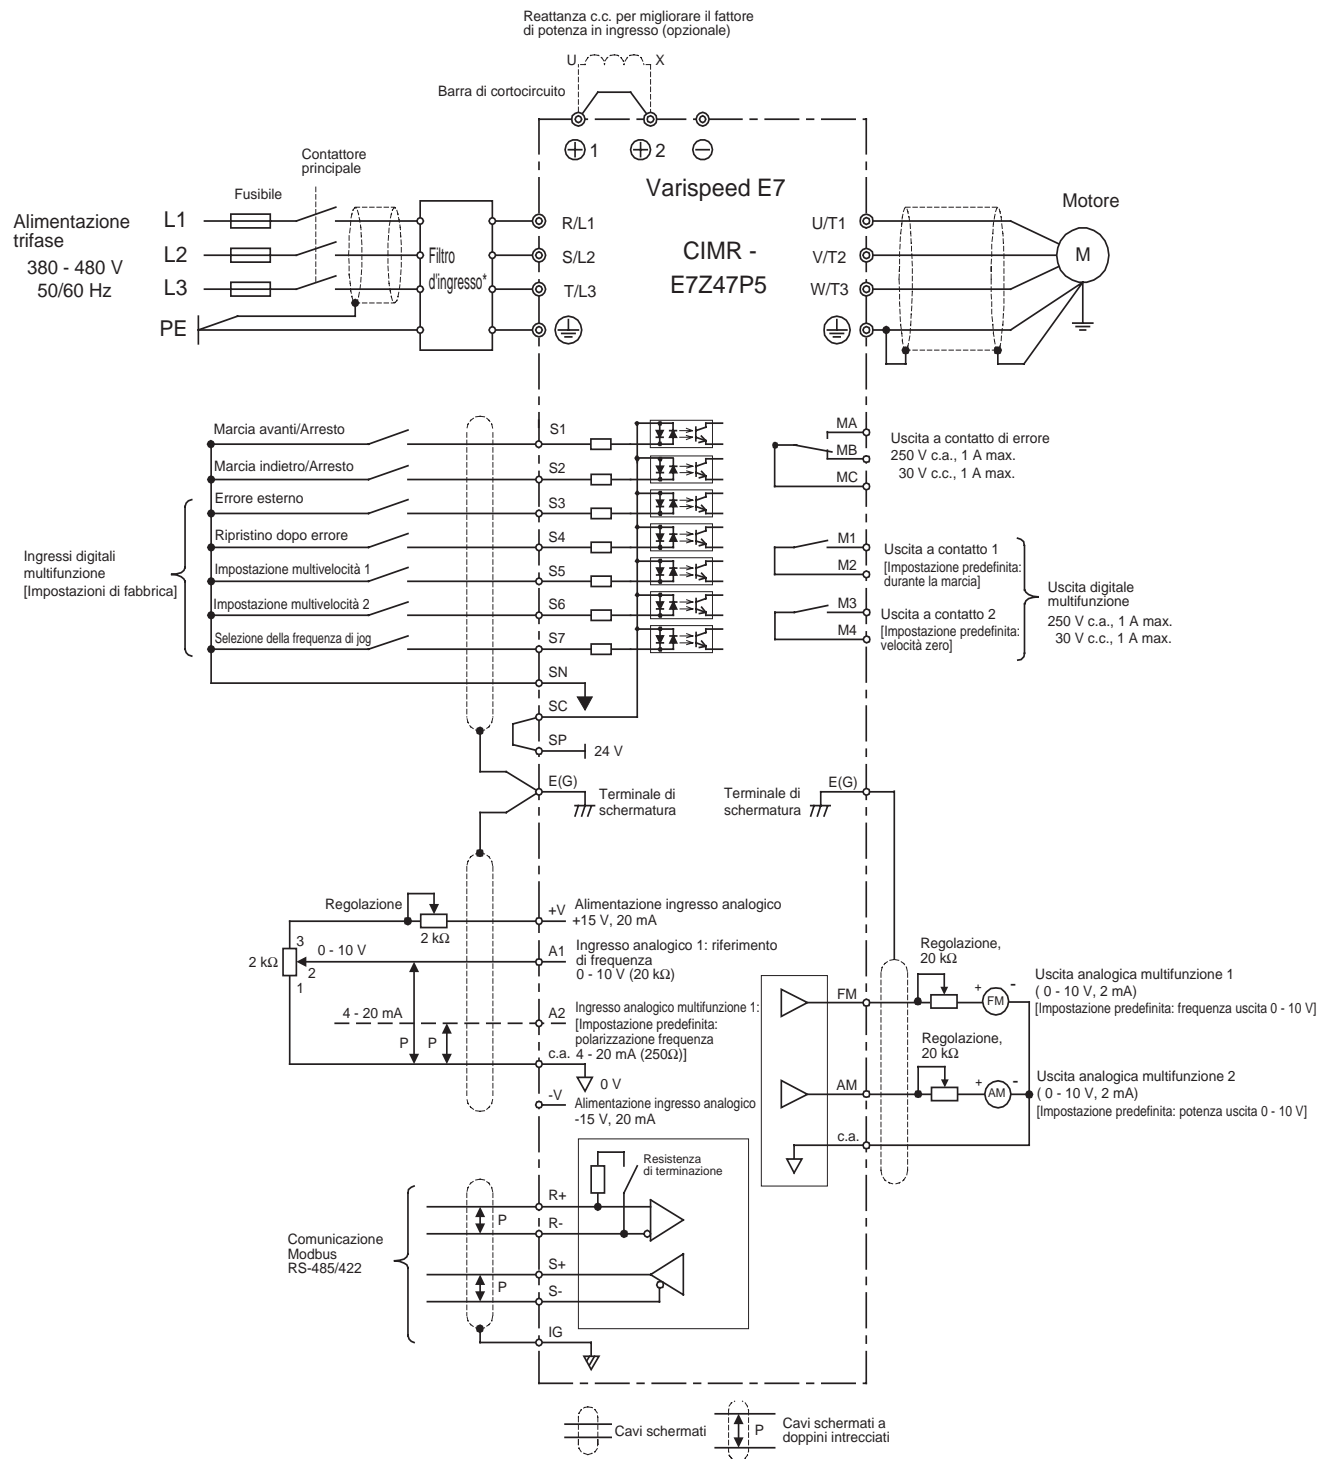 Reattanza c.c. per migliorare il fattore
di potenza in ingresso (opzionale)
U
X
Barra di cortocircuito
1
2
Varispeed E7
CIMR -
E7Z47P5
Contattore
principale
Fusibile
Alimentazione
trifase
380 - 480 V
50/60 Hz
L1
L2
L3
PE
Filtro
d'ingresso*
R/L1
S/L2
T/L3
U/T1
V/T2
W/T3
Motore
M
Marcia avanti/Arresto
Marcia indietro/Arresto
Errore esterno
Ripristino dopo errore
Impostazione multivelocità 1
Impostazione multivelocità 2
Selezione della frequenza di jog
Ingressi digitali
multifunzione
[Impostazioni di fabbrica]
S1
S2
S3
S4
S5
S6
S7
SN
SC
SP
24 V
E(G)
Terminale di
schermatura
MA
MB
MC
Uscita a contatto di errore
250 V c.a., 1 A max.
30 V c.c., 1 A max.
M1
M2
Uscita a contatto 1
[Impostazione predefinita:
durante la marcia]
M3
M4
Uscita a contatto 2
[Impostazione predefinita:
velocità zero]
Uscita digitale
multifunzione
250 V c.a., 1 A max.
30 V c.c., 1 A max.
Terminale di
schermatura
E(G)
Regolazione
2 kΩ
+V
Alimentazione ingresso analogico
+15 V, 20 mA
2 kΩ
3
2
1
0 - 10 V
A1
Ingresso analogico 1: riferimento
di frequenza
0 - 10 V (20 kΩ)
4 - 20 mA
P
P
A2
Ingresso analogico multifunzione 1:
[Impostazione predefinita:
polarizzazione frequenza
4 - 20 mA (250Ω)]
c.a.
0 V
-V
Alimentazione ingresso analogico
-15 V, 20 mA
FM
Regolazione,
20 kΩ
+
FM
-
Uscita analogica multifunzione 1
( 0 - 10 V, 2 mA)
[Impostazione predefinita: frequenza uscita 0 - 10 V]
AM
Regolazione,
20 kΩ
+
AM
-
Uscita analogica multifunzione 2
( 0 - 10 V, 2 mA)
[Impostazione predefinita: potenza uscita 0 - 10 V]
c.a.
Resistenza
di terminazione
Comunicazione
Modbus
RS-485/422
P
P
R+
R-
S+
S-
IG
Cavi schermati
P
Cavi schermati a
doppini intrecciati